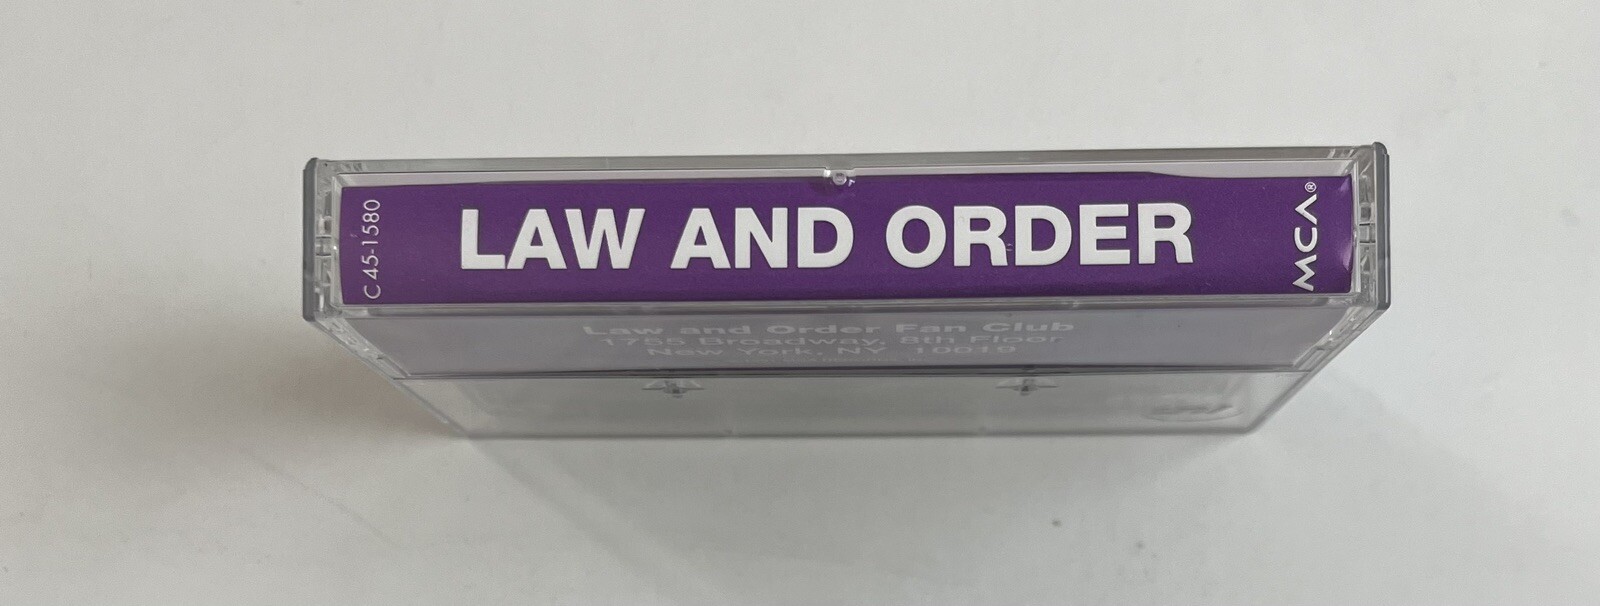 C 45-1580
LAW AND ORDER
MCA®
Law and Order Fan Club
1755 Broadway, 8th Floor
New York, NY 10019